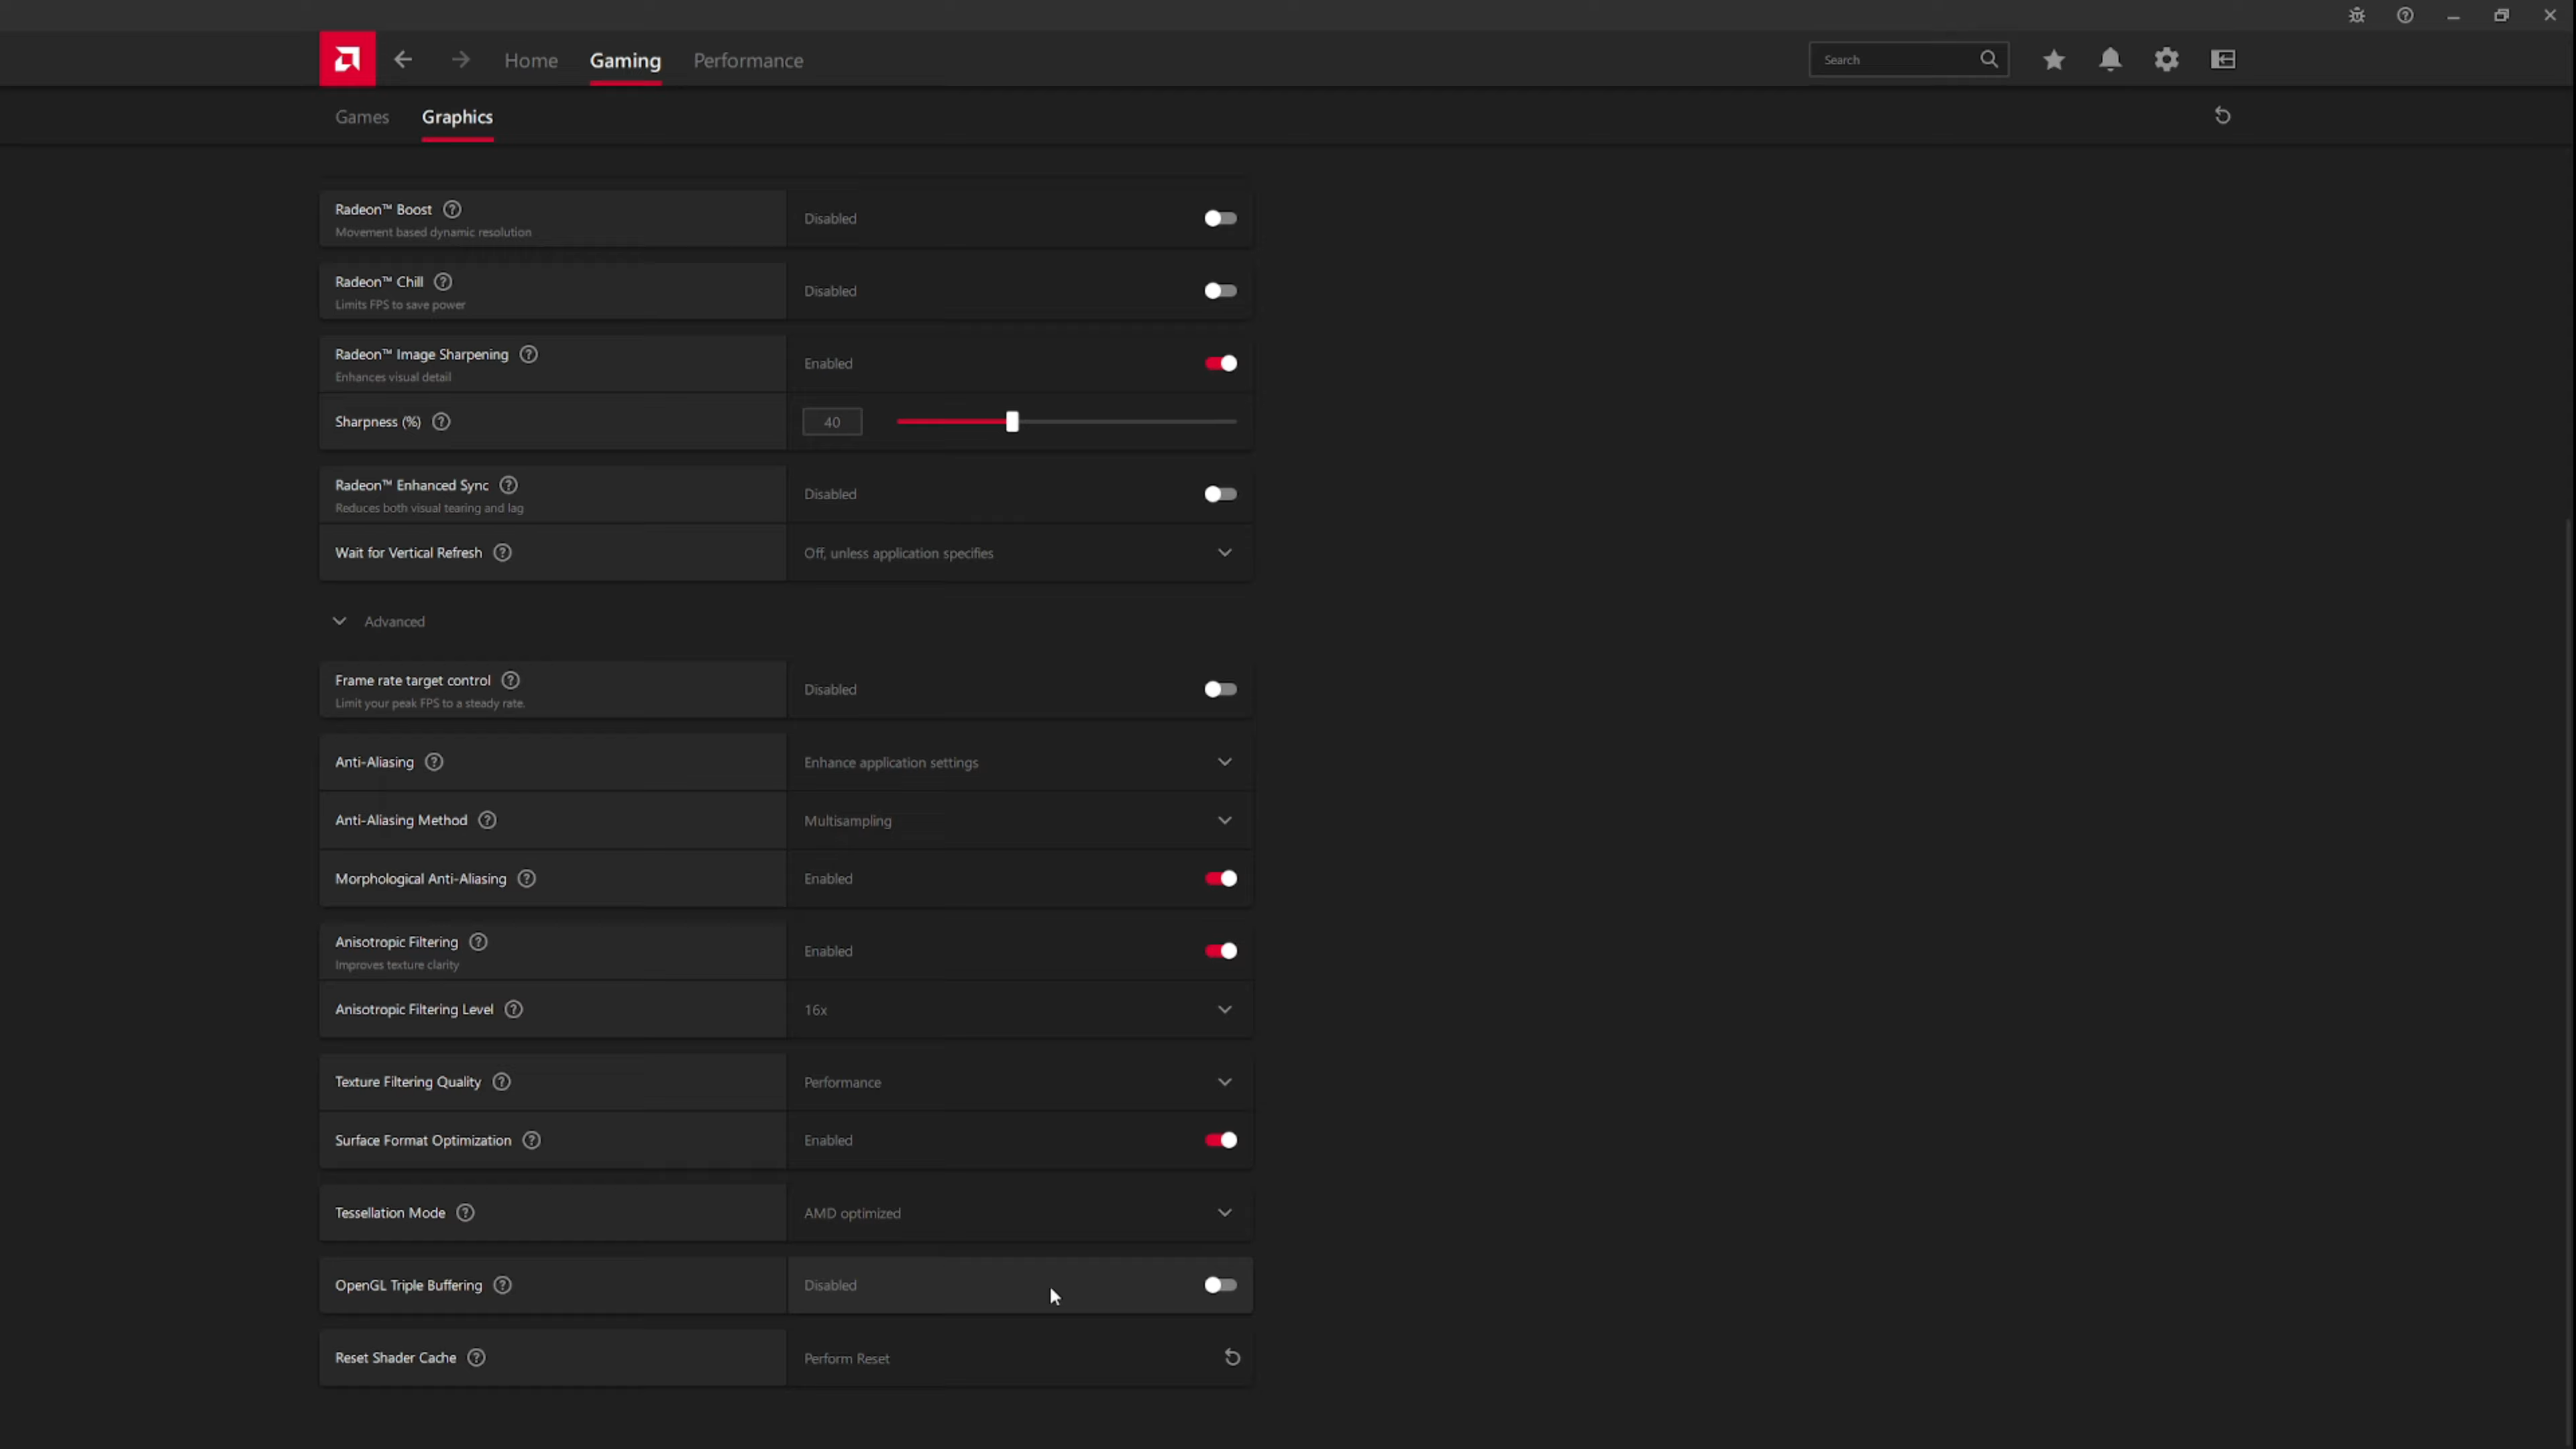 Home
Gaming
Performance
Search
Games
Graphics
Radeon™ Boost
Movement based dynamic resolution
Disabled
Radeon™ Chill
Limits FPS to save power
Disabled
Radeon™ Image Sharpening
Enhances visual detail
Enabled
Sharpness (%)
40
Radeon™ Enhanced Sync
Reduces both visual tearing and lag
Disabled
Wait for Vertical Refresh
Off, unless application specifies
Advanced
Frame rate target control
Limit your peak FPS to a steady rate.
Disabled
Anti-Aliasing
Enhance application settings
Anti-Aliasing Method
Multisampling
Morphological Anti-Aliasing
Enabled
Anisotropic Filtering
Improves texture clarity
Enabled
Anisotropic Filtering Level
16x
Texture Filtering Quality
Performance
Surface Format Optimization
Enabled
Tessellation Mode
AMD optimized
OpenGL Triple Buffering
Disabled
Reset Shader Cache
Perform Reset